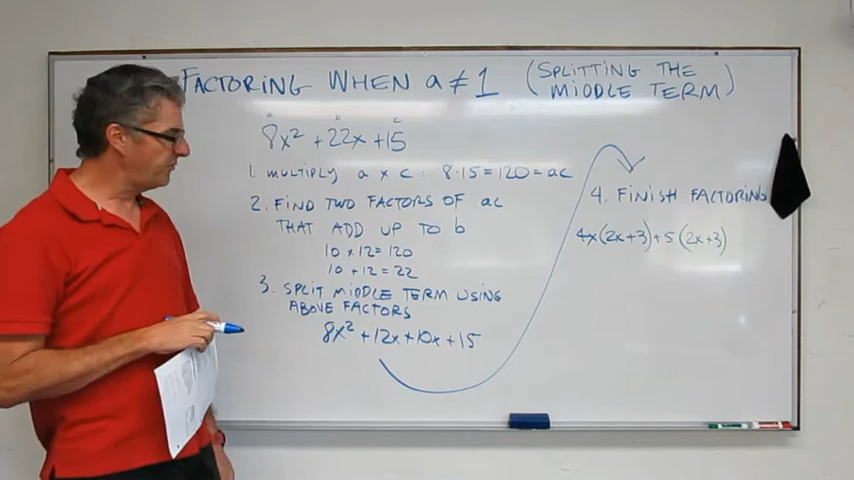 FACTORING WHEN a ≠ 1 (SPLITTING THE
MIDDLE TERM)
a b c
8x² + 22x + 15
1. MULTIPLY a x c : 8·15 = 120 = ac
2. FIND TWO FACTORS OF ac
THAT ADD UP TO b
10 x 12 = 120
10 + 12 = 22
3. SPLIT MIDDLE TERM USING
ABOVE FACTORS
8x² + 12x + 10x + 15
4. FINISH FACTORING
4x(2x+3)+5(2x+3)